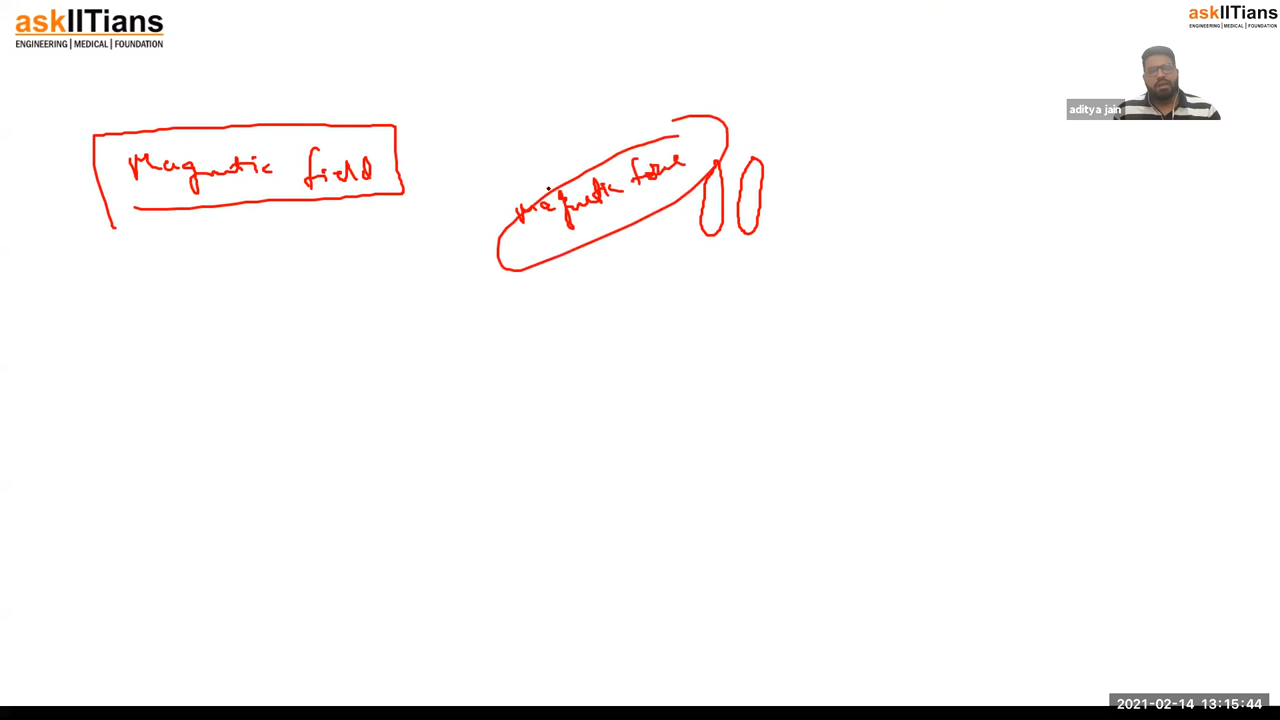 askIITians
ENGINEERING | MEDICAL | FOUNDATION
askIITians
ENGINEERING | MEDICAL | FOUNDATION
aditya jain
Magnetic field
magnetic force
2021-02-14 13:15:44